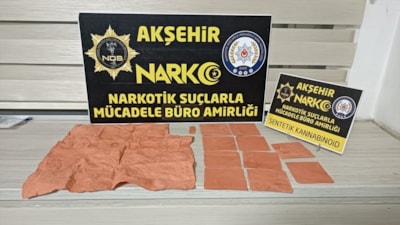 AKŞEHİR
NARKO
NARKOTİK SUÇLARLA
MÜCADELE BÜRO AMİRLİĞİ
NGB
AKŞEHİR
NARKO
NARKOTİK SUÇLARLA
MÜCADELE BÜRO AMİRLİĞİ
SENTETİK KANNABİNOİD